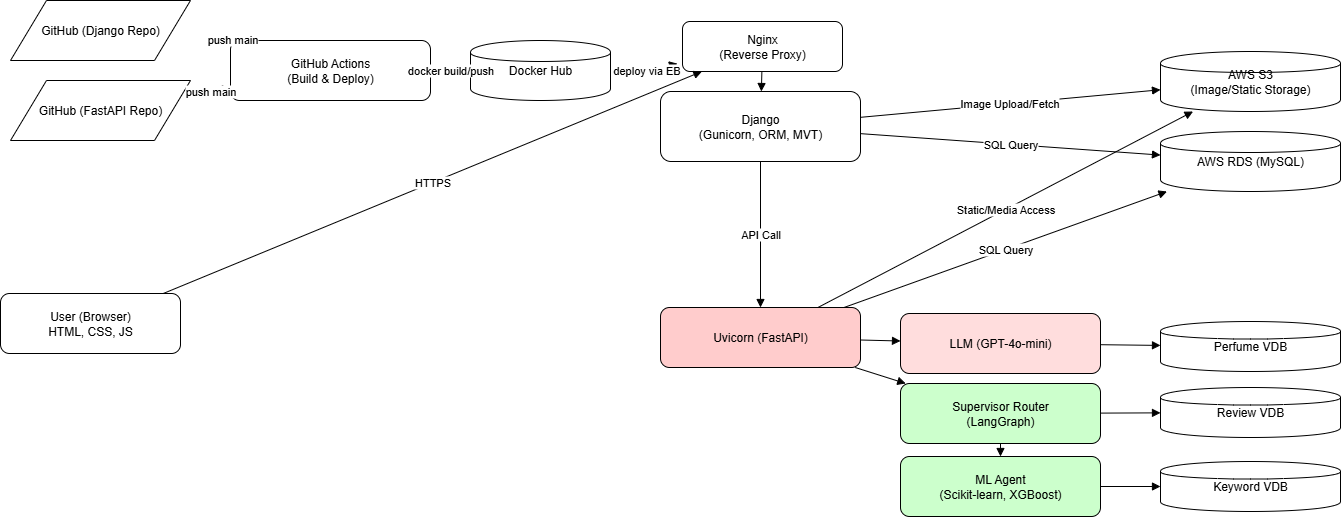 GitHub (Django Repo)
push main
GitHub Actions
(Build & Deploy)
docker build/push
Docker Hub
deploy via EB
Nginx
(Reverse Proxy)
GitHub (FastAPI Repo)
push main
Django
(Gunicorn, ORM, MVT)
Image Upload/Fetch
AWS S3
(Image/Static Storage)
SQL Query
AWS RDS (MySQL)
HTTPS
API Call
Static/Media Access
SQL Query
User (Browser)
HTML, CSS, JS
Uvicorn (FastAPI)
LLM (GPT-4o-mini)
Perfume VDB
Supervisor Router
(LangGraph)
Review VDB
ML Agent
(Scikit-learn, XGBoost)
Keyword VDB